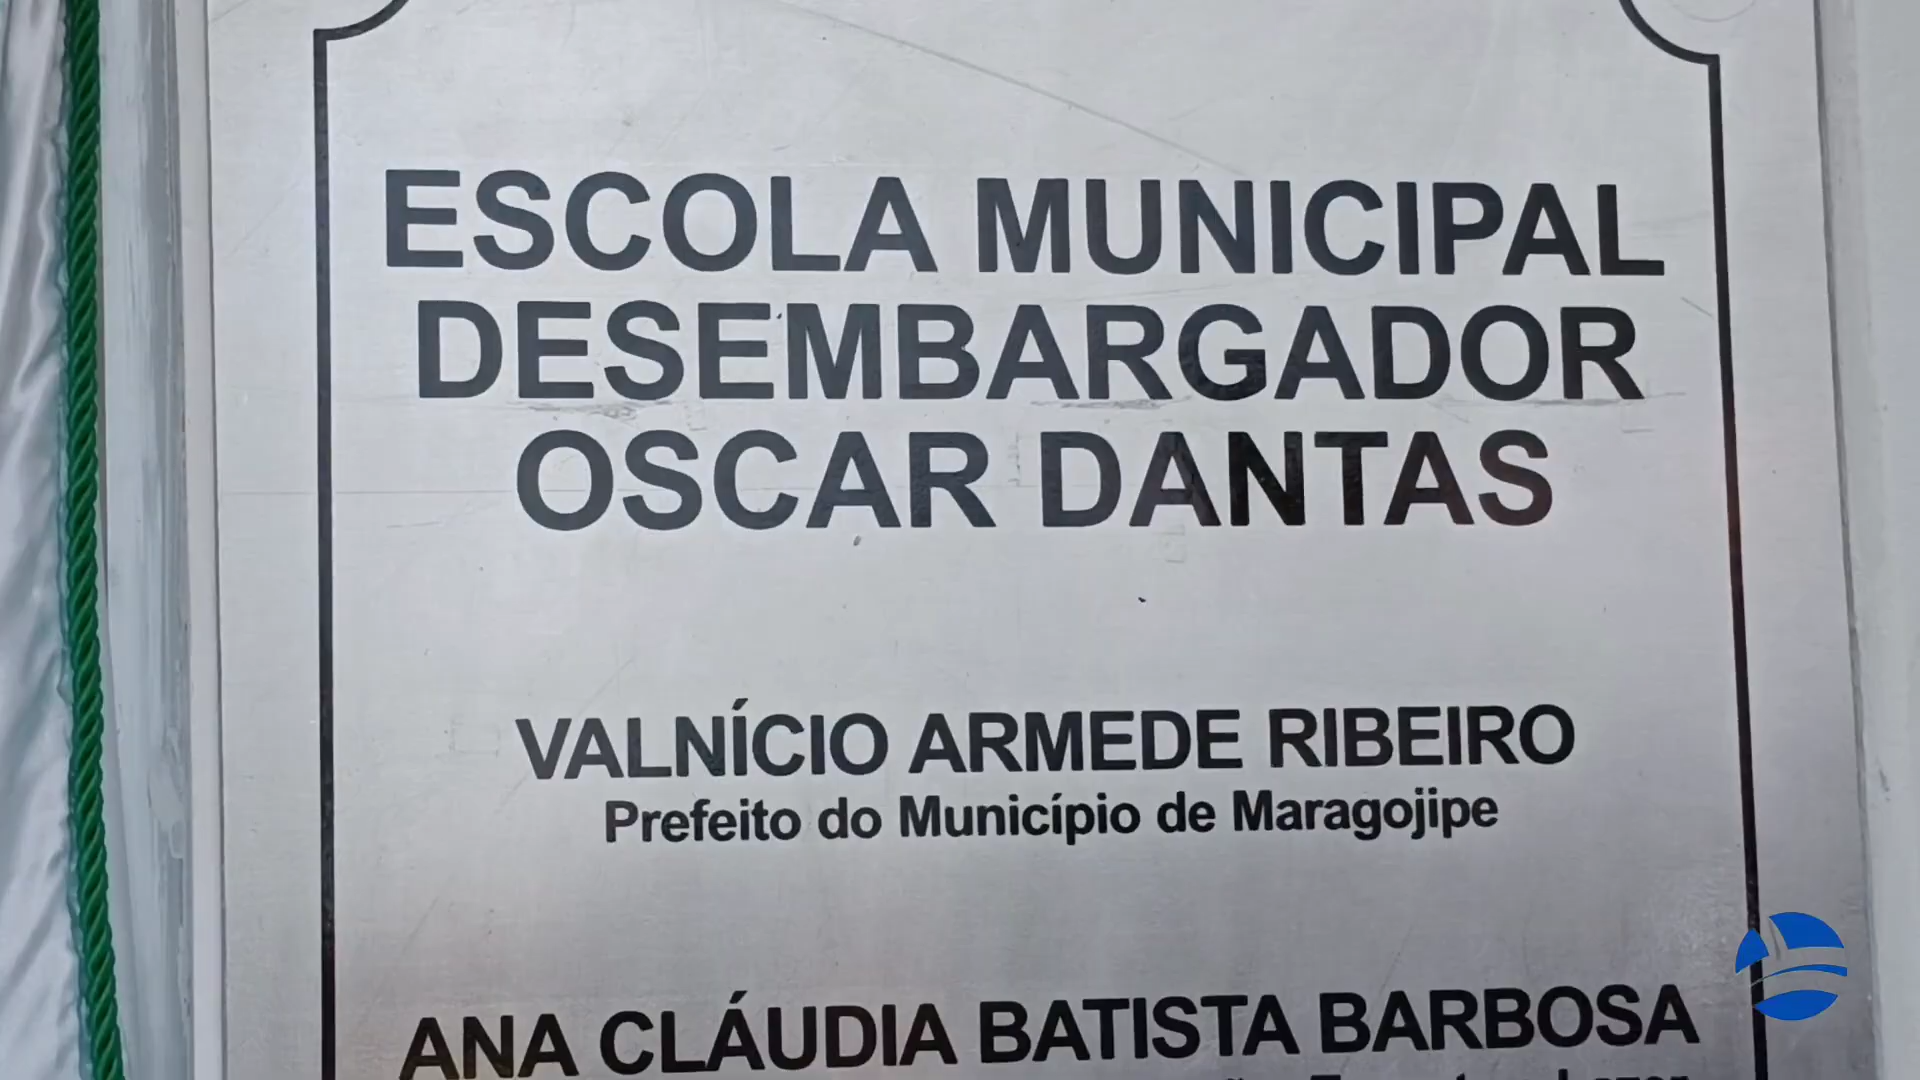 ESCOLA MUNICIPAL
DESEMBARGADOR
OSCAR DANTAS
VALNÍCIO ARMEDE RIBEIRO
Prefeito do Município de Maragojipe
ANA CLÁUDIA BATISTA BARBOSA